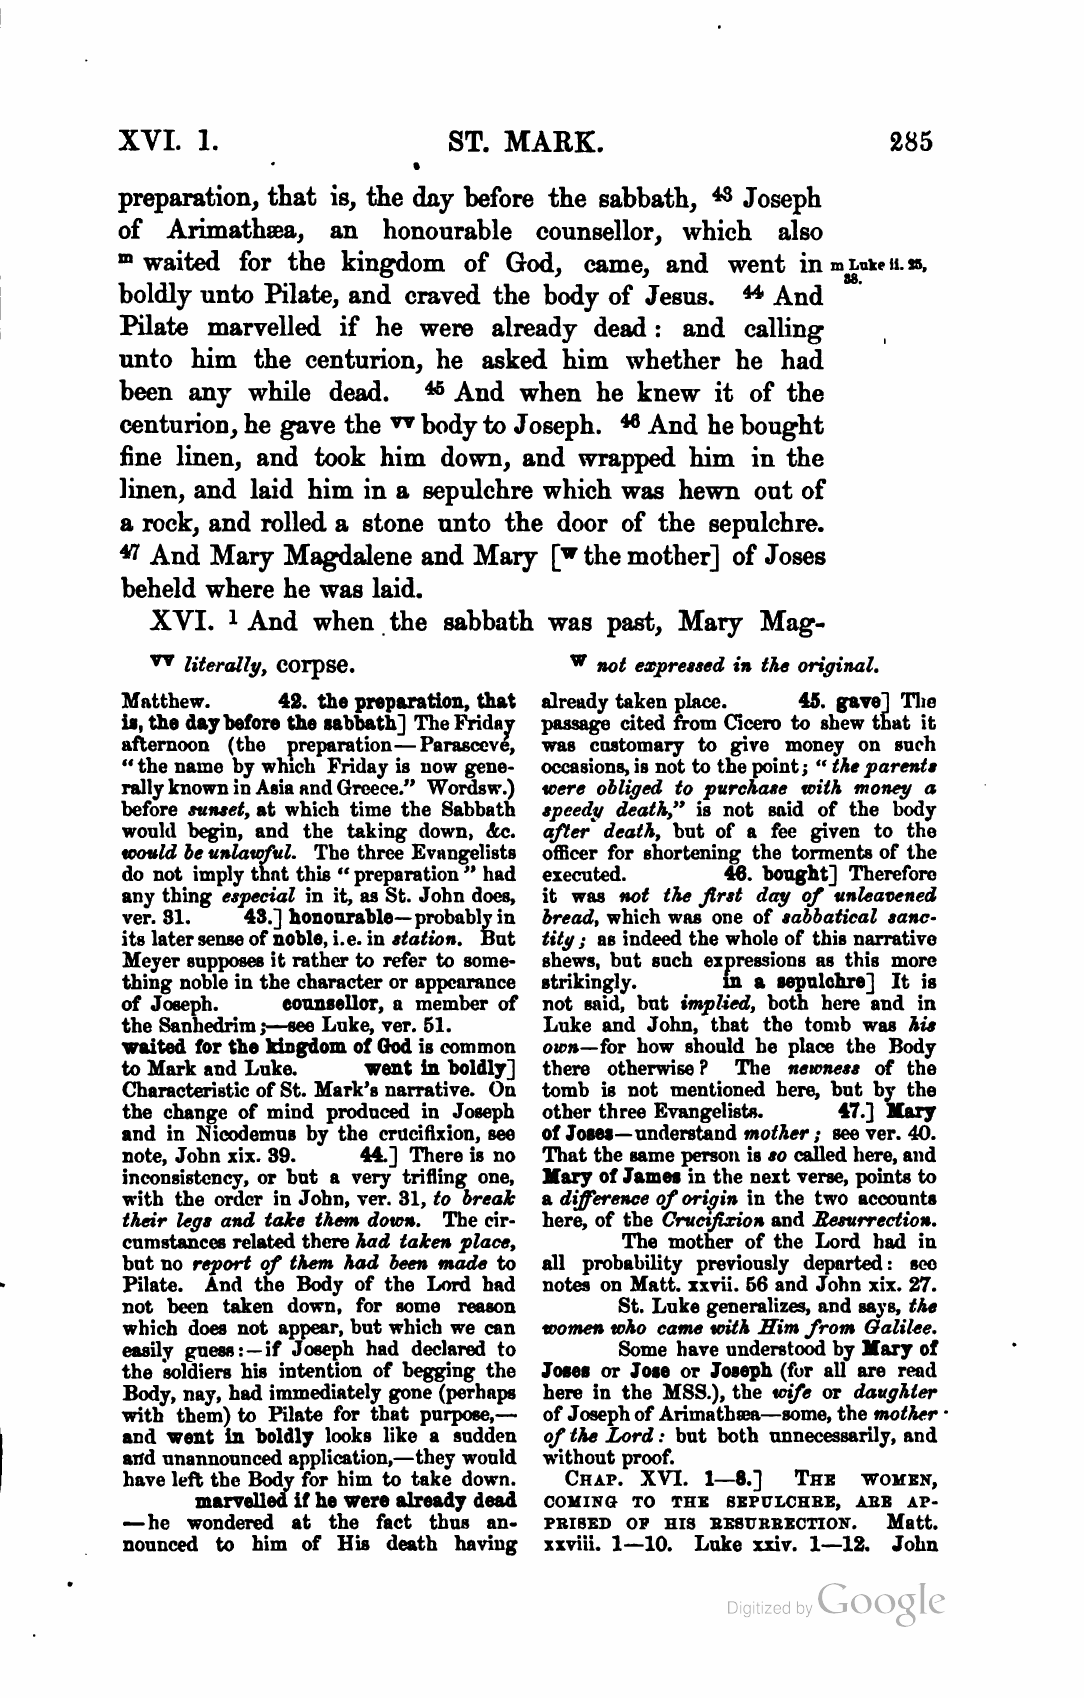 XVI. 1. ST. MARK. 285
preparation, that is, the day before the sabbath, 43 Joseph
of Arimathæa, an honourable counsellor, which also
m waited for the kingdom of God, came, and went in m Luke ii. 25,
38.
boldly unto Pilate, and craved the body of Jesus. 44 And
Pilate marvelled if he were already dead : and calling
unto him the centurion, he asked him whether he had
been any while dead. 45 And when he knew it of the
centurion, he gave the vv body to Joseph. 46 And he bought
fine linen, and took him down, and wrapped him in the
linen, and laid him in a sepulchre which was hewn out of
a rock, and rolled a stone unto the door of the sepulchre.
47 And Mary Magdalene and Mary [w the mother] of Joses
beheld where he was laid.
XVI. 1 And when the sabbath was past, Mary Mag-
vv literally, corpse. w not expressed in the original.
Matthew. 42. the preparation, that
is, the day before the sabbath] The Friday
afternoon (the preparation—Parascevé,
“the name by which Friday is now gene-
rally known in Asia and Greece.” Wordsw.)
before sunset, at which time the Sabbath
would begin, and the taking down, &c.
would be unlawful. The three Evangelists
do not imply that this “preparation” had
any thing especial in it, as St. John does,
ver. 31. 43.] honourable—probably in
its later sense of noble, i.e. in station. But
Meyer supposes it rather to refer to some-
thing noble in the character or appearance
of Joseph. counsellor, a member of
the Sanhedrim ;—see Luke, ver. 51.
waited for the kingdom of God is common
to Mark and Luke. went in boldly]
Characteristic of St. Mark's narrative. On
the change of mind produced in Joseph
and in Nicodemus by the crucifixion, see
note, John xix. 39. 44.] There is no
inconsistency, or but a very trifling one,
with the order in John, ver. 31, to break
their legs and take them down. The cir-
cumstances related there had taken place,
but no report of them had been made to
Pilate. And the Body of the Lord had
not been taken down, for some reason
which does not appear, but which we can
easily guess :—if Joseph had declared to
the soldiers his intention of begging the
Body, nay, had immediately gone (perhaps
with them) to Pilate for that purpose,—
and went in boldly looks like a sudden
and unannounced application,—they would
have left the Body for him to take down.
marvelled if he were already dead
—he wondered at the fact thus an-
nounced to him of His death having
already taken place. 45. gave] The
passage cited from Cicero to shew that it
was customary to give money on such
occasions, is not to the point; “the parents
were obliged to purchase with money a
speedy death,” is not said of the body
after death, but of a fee given to the
officer for shortening the torments of the
executed. 46. bought] Therefore
it was not the first day of unleavened
bread, which was one of sabbatical sanc-
tity; as indeed the whole of this narrative
shews, but such expressions as this more
strikingly. in a sepulchre] It is
not said, but implied, both here and in
Luke and John, that the tomb was his
own—for how should he place the Body
there otherwise? The newness of the
tomb is not mentioned here, but by the
other three Evangelists. 47.] Mary
of Joses—understand mother; see ver. 40.
That the same person is so called here, and
Mary of James in the next verse, points to
a difference of origin in the two accounts
here, of the Crucifixion and Resurrection.
The mother of the Lord had in
all probability previously departed: see
notes on Matt. xxvii. 56 and John xix. 27.
St. Luke generalizes, and says, the
women who came with Him from Galilee.
Some have understood by Mary of
Joses or Jose or Joseph (for all are read
here in the MSS.), the wife or daughter
of Joseph of Arimathæa—some, the mother
of the Lord: but both unnecessarily, and
without proof.
CHAP. XVI. 1—8.] THE WOMEN,
COMING TO THE SEPULCHRE, ARE AP-
PRISED OF HIS RESURRECTION. Matt.
xxviii. 1—10. Luke xxiv. 1—12. John
Digitized by Google